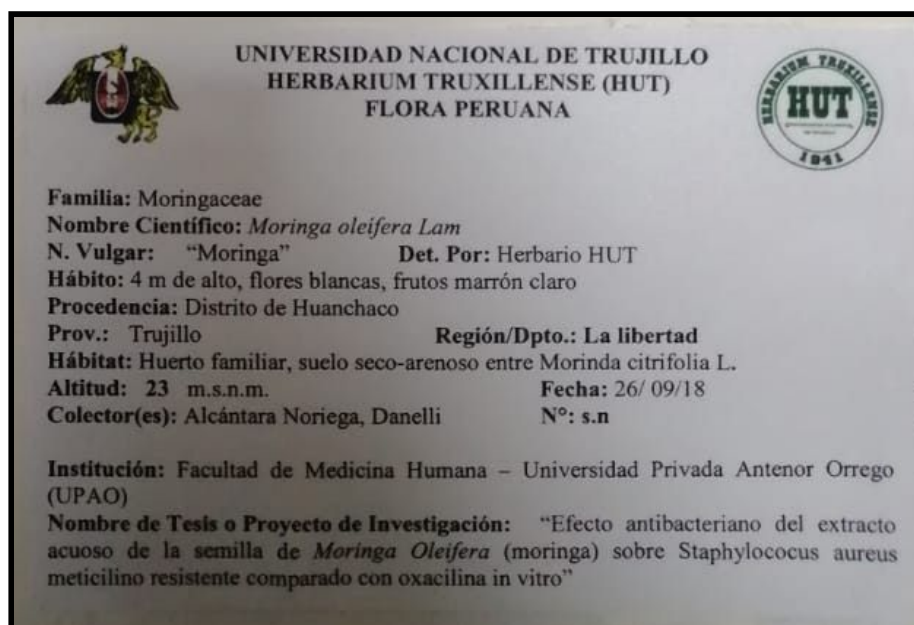 UNIVERSIDAD NACIONAL DE TRUJILLO
HERBARIUM TRUXILLENSE (HUT)
FLORA PERUANA
HERBARIUM TRUXILLENSE
HUT
1941
Familia: Moringaceae
Nombre Científico: Moringa oleifera Lam
N. Vulgar: “Moringa” Det. Por: Herbario HUT
Hábito: 4 m de alto, flores blancas, frutos marrón claro
Procedencia: Distrito de Huanchaco
Prov.: Trujillo Región/Dpto.: La libertad
Hábitat: Huerto familiar, suelo seco-arenoso entre Morinda citrifolia L.
Altitud: 23 m.s.n.m. Fecha: 26/ 09/18
Colector(es): Alcántara Noriega, Danelli N°: s.n
Institución: Facultad de Medicina Humana – Universidad Privada Antenor Orrego
(UPAO)
Nombre de Tesis o Proyecto de Investigación: “Efecto antibacteriano del extracto
acuoso de la semilla de Moringa Oleifera (moringa) sobre Staphylococus aureus
meticilino resistente comparado con oxacilina in vitro”